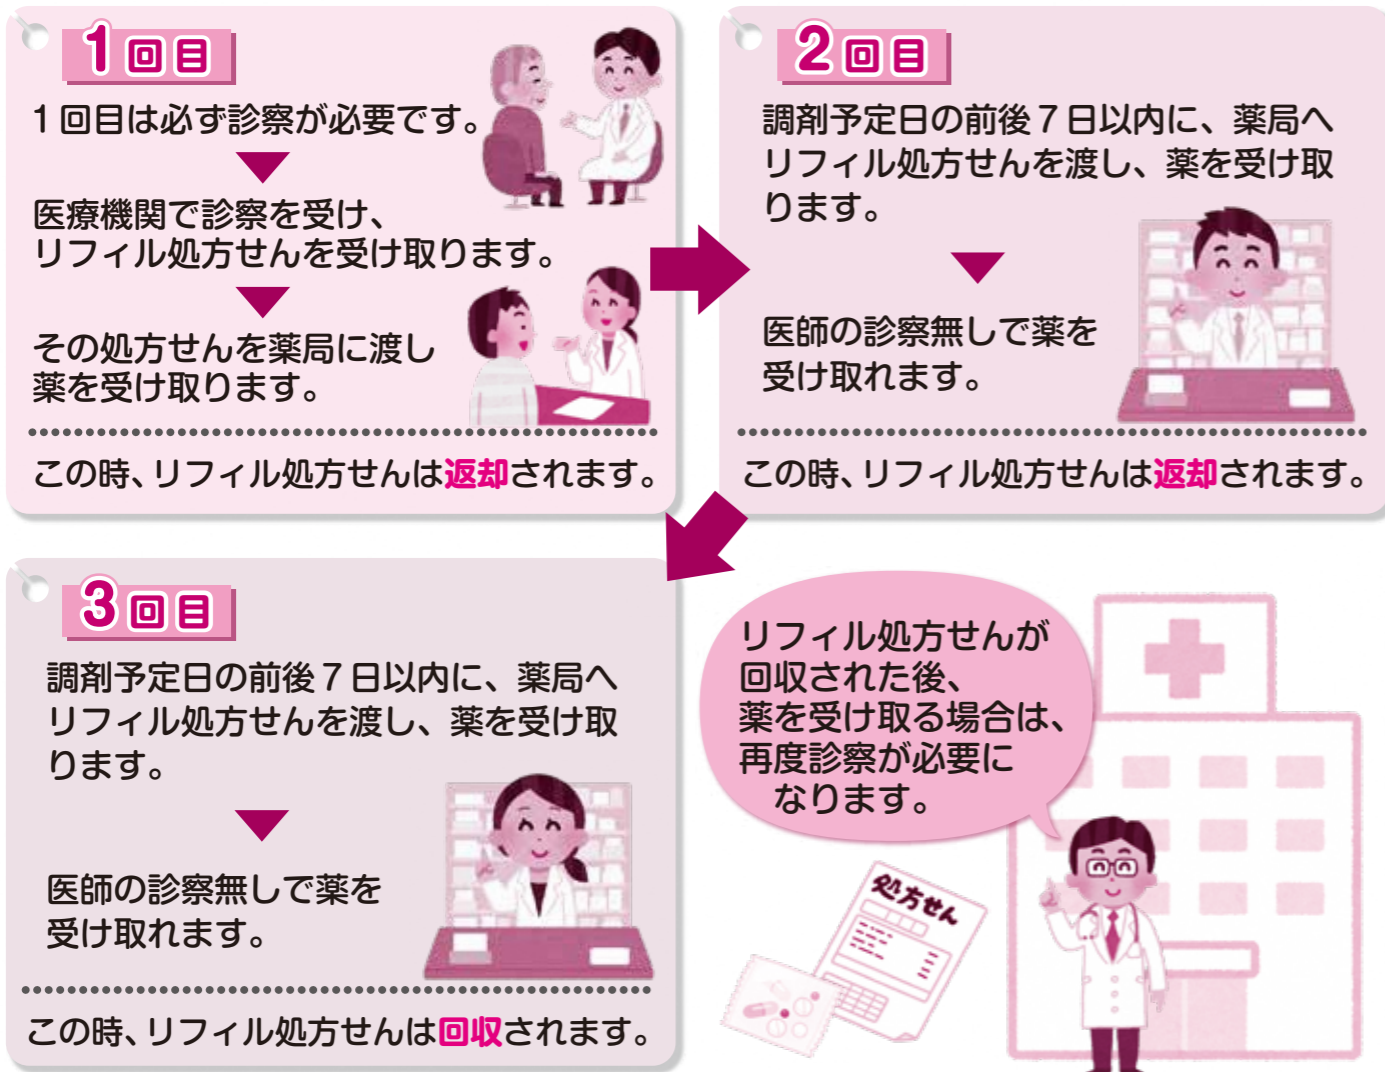 1回目
1回目は必ず診察が必要です。
医療機関で診察を受け、
リフィル処方せんを受け取ります。
その処方せんを薬局に渡し
薬を受け取ります。
この時、リフィル処方せんは返却されます。
2回目
調剤予定日の前後7日以内に、薬局へ
リフィル処方せんを渡し、薬を受け取
ります。
医師の診察無しで薬を
受け取れます。
この時、リフィル処方せんは返却されます。
3回目
調剤予定日の前後7日以内に、薬局へ
リフィル処方せんを渡し、薬を受け取
ります。
医師の診察無しで薬を
受け取れます。
この時、リフィル処方せんは回収されます。
リフィル処方せんが
回収された後、
薬を受け取る場合は、
再度診察が必要に
なります。
処方せん